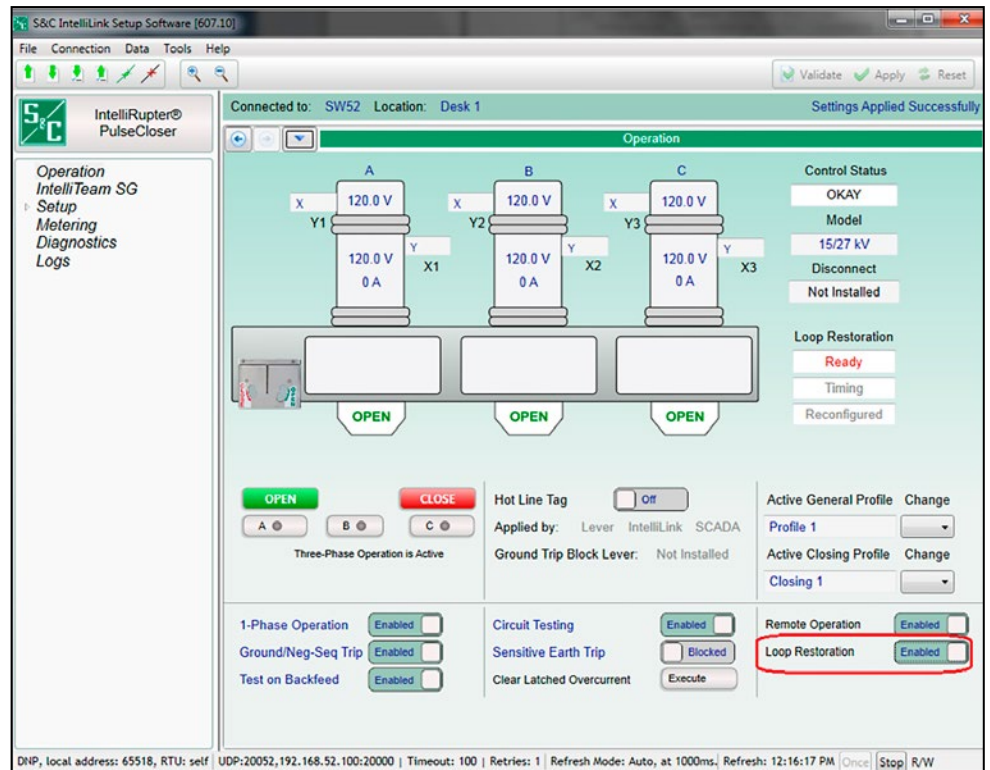 S&C IntelliLink Setup Software [607.10]
File Connection Data Tools Help
Validate Apply Reset
S&C IntelliRupter® PulseCloser
Connected to: SW52 Location: Desk 1 Settings Applied Successfully
Operation
Operation
IntelliTeam SG
Setup
Metering
Diagnostics
Logs
A B C
X 120.0 V X 120.0 V X 120.0 V
Y1 Y2 Y3
Y Y Y
120.0 V X1 120.0 V X2 120.0 V X3
0 A 0 A 0 A
OPEN OPEN OPEN
Control Status
OKAY
Model
15/27 kV
Disconnect
Not Installed
Loop Restoration
Ready
Timing
Reconfigured
OPEN CLOSE
A B C
Three-Phase Operation is Active
Hot Line Tag Off
Applied by: Lever IntelliLink SCADA
Ground Trip Block Lever: Not Installed
Active General Profile Change
Profile 1
Active Closing Profile Change
Closing 1
1-Phase Operation Enabled
Ground/Neg-Seq Trip Enabled
Test on Backfeed Enabled
Circuit Testing Enabled
Sensitive Earth Trip Blocked
Clear Latched Overcurrent Execute
Remote Operation Enabled
Loop Restoration Enabled
DNP, local address: 65518, RTU: self UDP:20052,192.168.52.100:20000 | Timeout: 100 | Retries: 1 | Refresh Mode: Auto, at 1000ms. Refresh: 12:16:17 PM Once Stop R/W